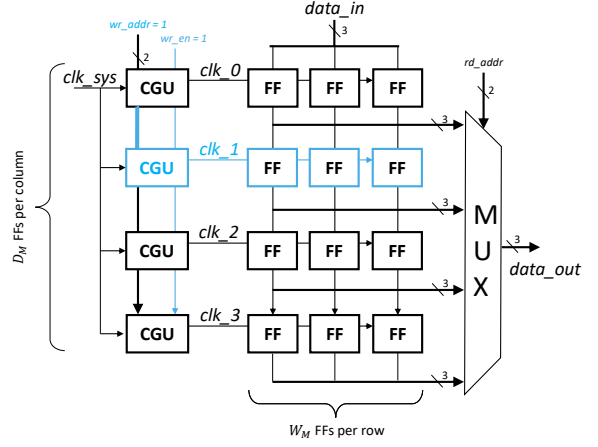 data_in
wr_addr = 1
wr_en = 1
2
3
rd_addr
clk_sys
CGU
clk_0
FF
FF
FF
2
3
CGU
clk_1
FF
FF
FF
3
D_M FFs per column
M
U
X
CGU
clk_2
FF
FF
FF
3
data_out
3
CGU
clk_3
FF
FF
FF
3
W_M FFs per row